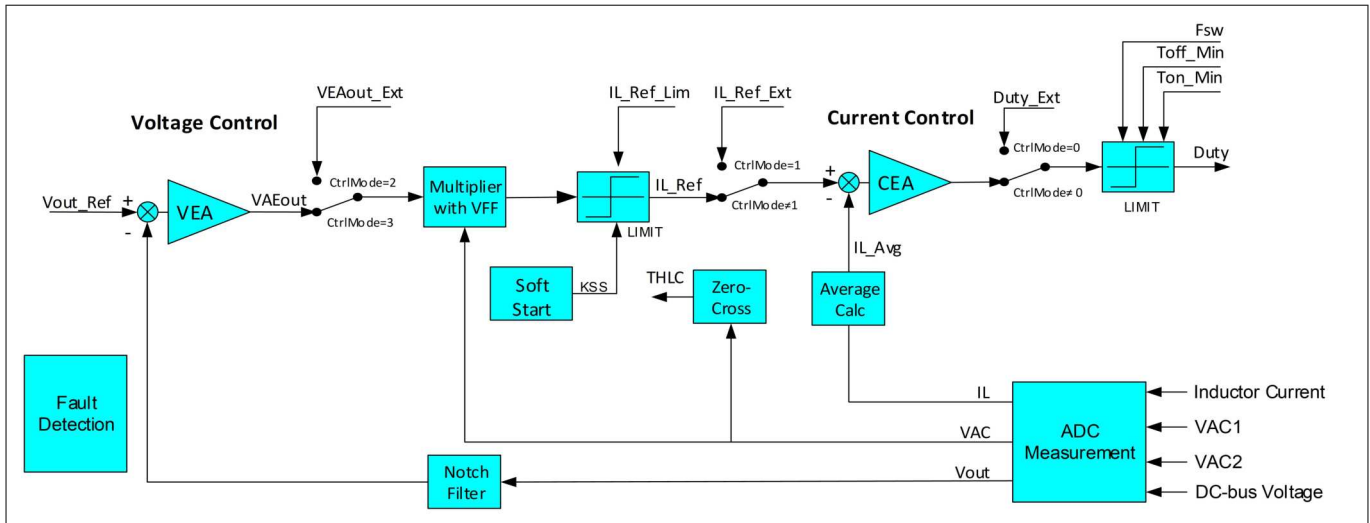 Fsw
Toff_Min
Ton_Min
VEAout_Ext
IL_Ref_Lim
IL_Ref_Ext
Duty_Ext
Voltage Control
Current Control
CtrlMode=2
CtrlMode=3
CtrlMode=1
CtrlMode≠1
CtrlMode=0
CtrlMode≠ 0
Vout_Ref
+
-
VEA
VAEout
Multiplier
with VFF
IL_Ref
LIMIT
+
-
CEA
Duty
LIMIT
IL_Avg
Soft
Start
KSS
THLC
Zero-
Cross
Average
Calc
Fault
Detection
IL
VAC
Vout
ADC
Measurement
Inductor Current
VAC1
VAC2
DC-bus Voltage
Notch
Filter